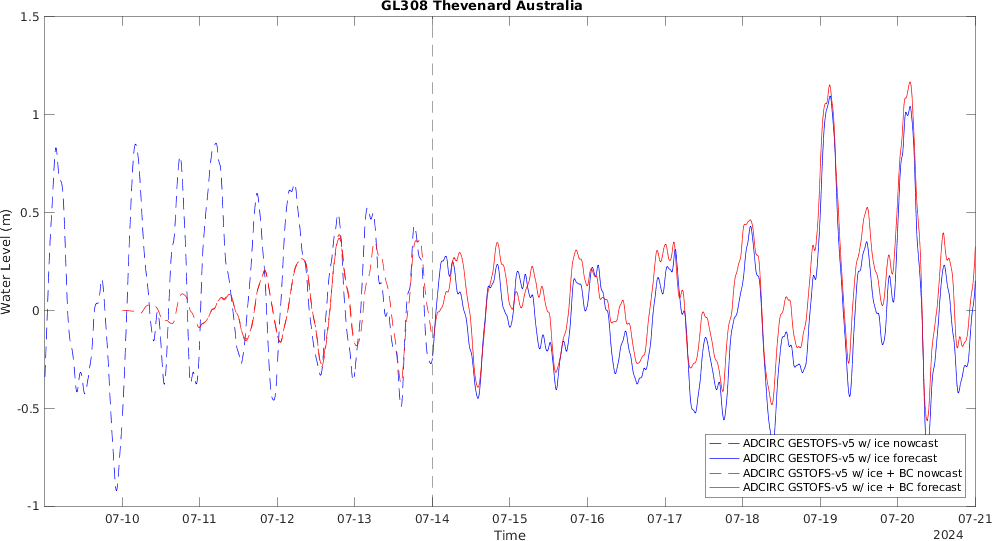 GL308 Thevenard Australia
Water Level (m)
1.5
1
0.5
0
-0.5
-1
ADCIRC GESTOFS-v5 w/ ice nowcast
ADCIRC GESTOFS-v5 w/ ice forecast
ADCIRC GSTOFS-v5 w/ ice + BC nowcast
ADCIRC GSTOFS-v5 w/ ice + BC forecast
07-10 07-11 07-12 07-13 07-14 07-15 07-16 07-17 07-18 07-19 07-20 07-21
Time
2024